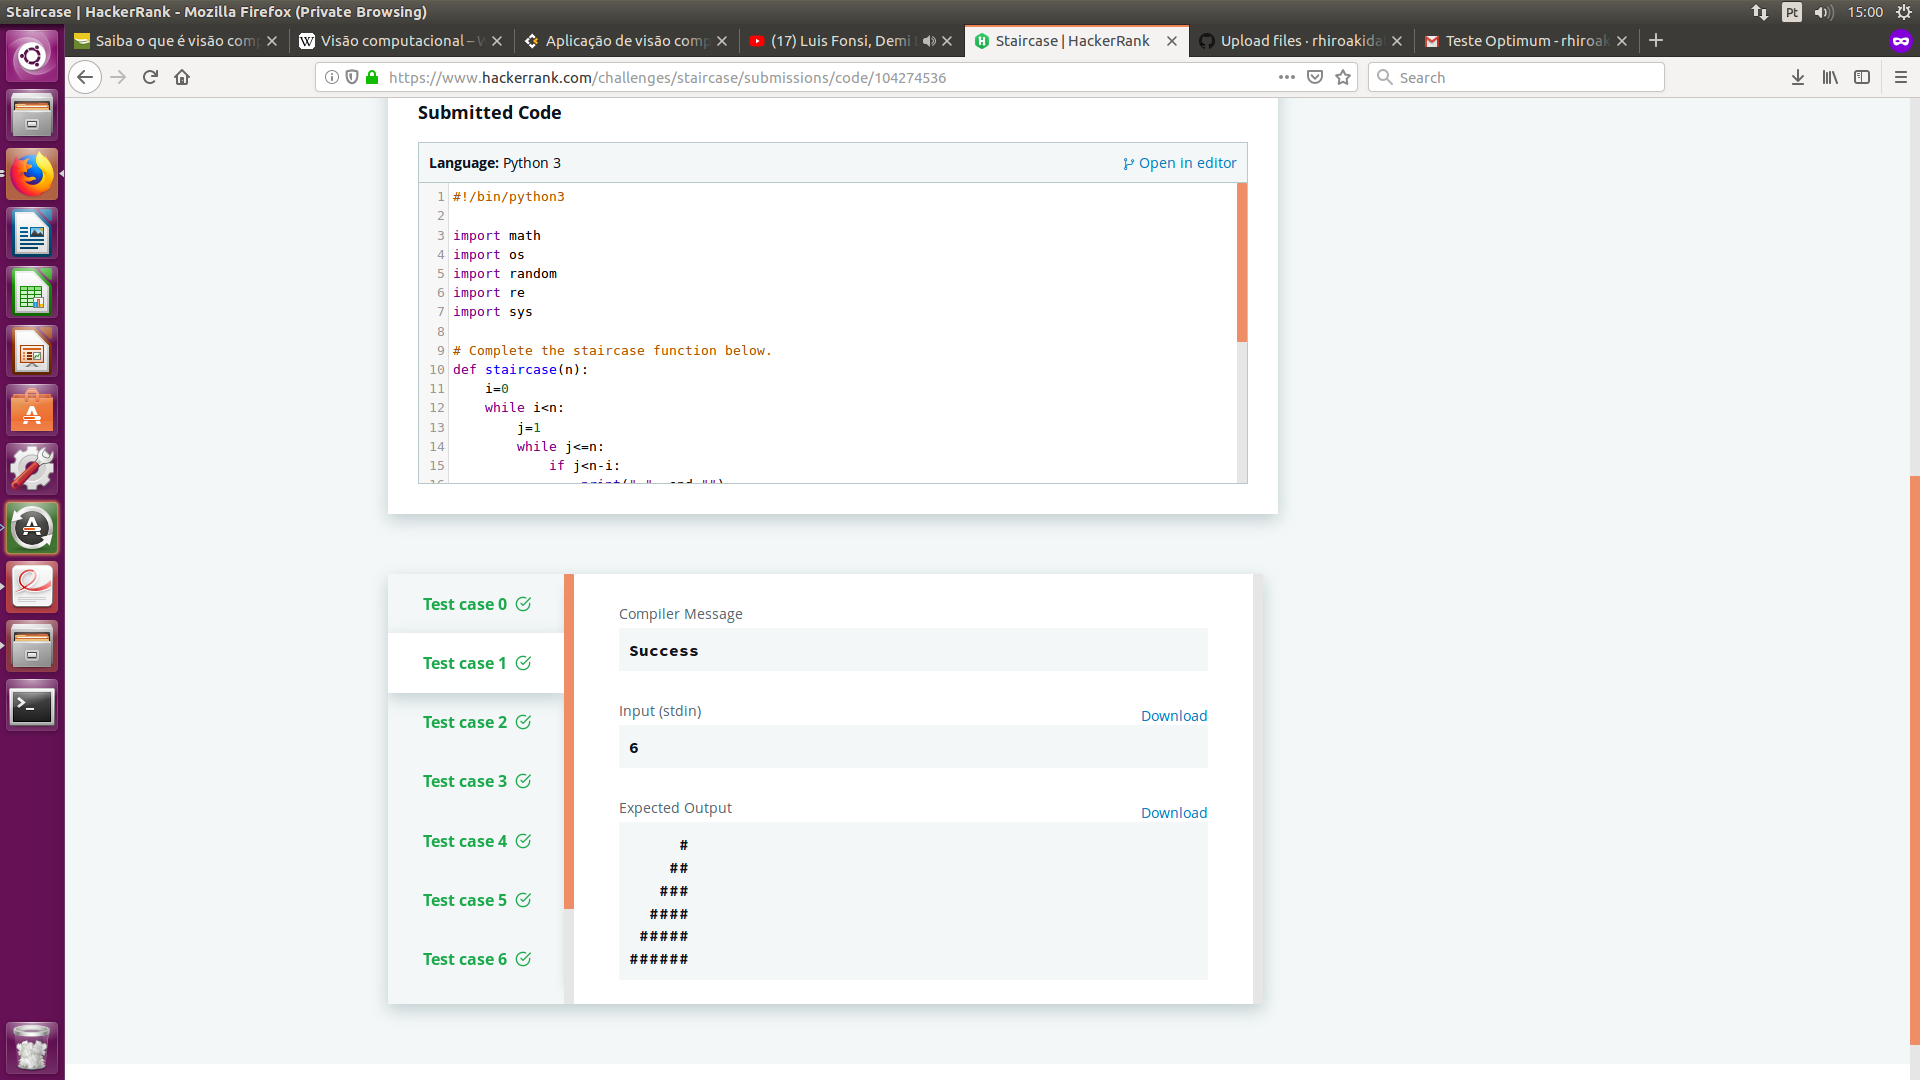 Staircase | HackerRank - Mozilla Firefox (Private Browsing)
Pt
15:00
Saiba o que é visão comp
Visão computacional – W
Aplicação de visão comp
(17) Luis Fonsi, Demi
Staircase | HackerRank
Upload files · rhiroakida
Teste Optimum - rhiroak
https://www.hackerrank.com/challenges/staircase/submissions/code/104274536
Search
Submitted Code
Language: Python 3
Open in editor
1 #!/bin/python3
2
3 import math
4 import os
5 import random
6 import re
7 import sys
8
9 # Complete the staircase function below.
10 def staircase(n):
11     i=0
12     while i<n:
13         j=1
14         while j<=n:
15             if j<n-i:
16                 print(" ", end="")
Test case 0
Test case 1
Test case 2
Test case 3
Test case 4
Test case 5
Test case 6
Compiler Message
Success
Input (stdin)
Download
6
Expected Output
Download
     #
    ##
   ###
  ####
 #####
######